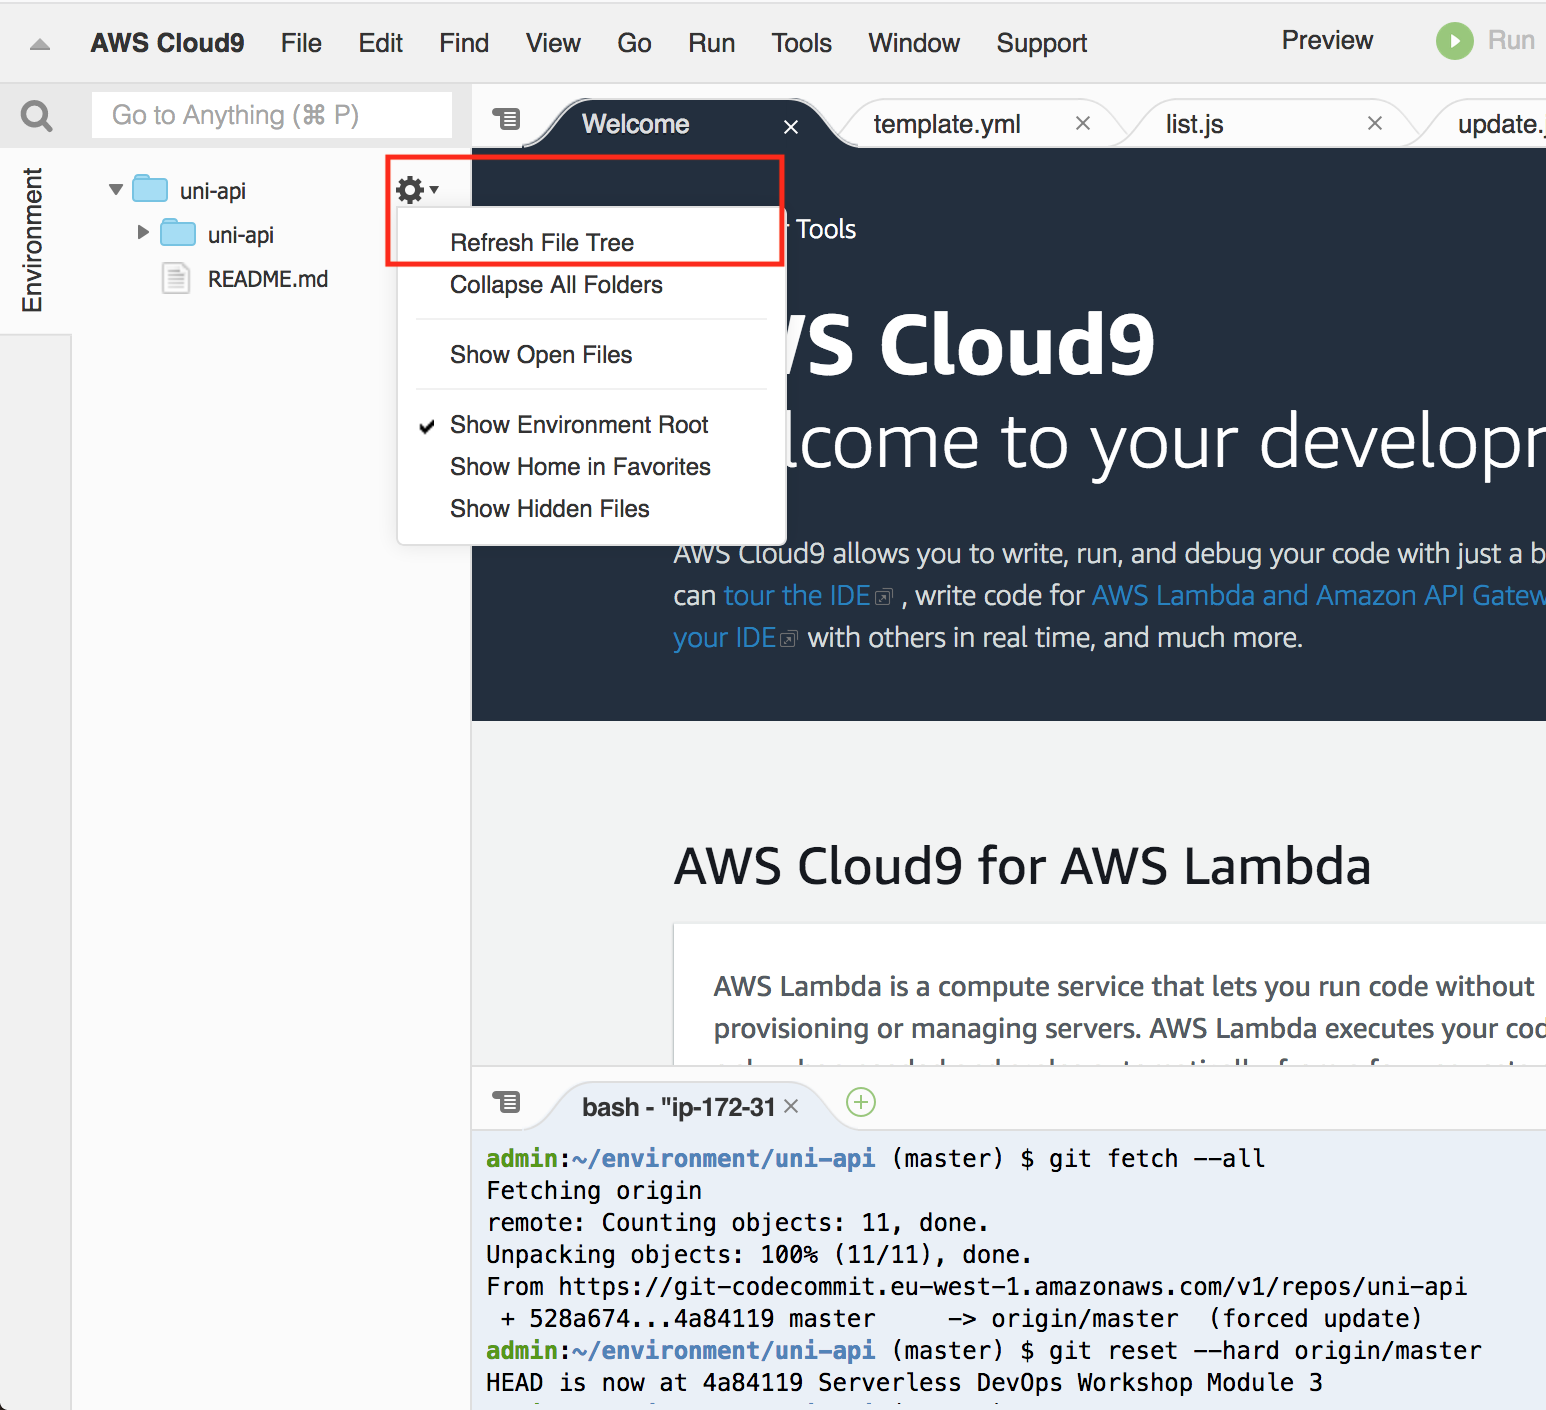 AWS Cloud9 File Edit Find View Go Run Tools Window Support Preview Run
Go to Anything (⌘ P)
Welcome
template.yml
list.js
update.
Environment
uni-api
uni-api
README.md
Refresh File Tree
Collapse All Folders
Show Open Files
Show Environment Root
Show Home in Favorites
Show Hidden Files
Tools
S Cloud9
lcome to your developm
AWS Cloud9 allows you to write, run, and debug your code with just a b
can tour the IDE , write code for AWS Lambda and Amazon API Gatew
your IDE with others in real time, and much more.
AWS Cloud9 for AWS Lambda
AWS Lambda is a compute service that lets you run code without
provisioning or managing servers. AWS Lambda executes your cod
bash - "ip-172-31
admin:~/environment/uni-api (master) $ git fetch --all
Fetching origin
remote: Counting objects: 11, done.
Unpacking objects: 100% (11/11), done.
From https://git-codecommit.eu-west-1.amazonaws.com/v1/repos/uni-api
+ 528a674...4a84119 master -> origin/master (forced update)
admin:~/environment/uni-api (master) $ git reset --hard origin/master
HEAD is now at 4a84119 Serverless DevOps Workshop Module 3